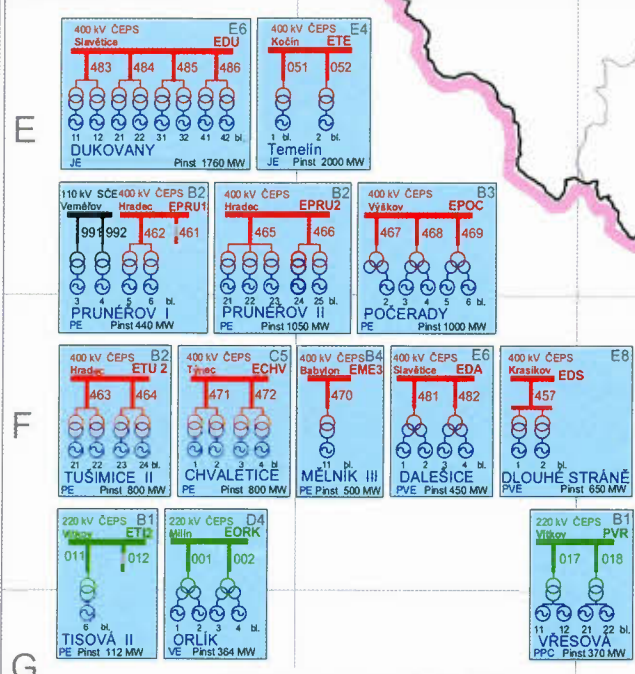 E
400 kV ČEPS E6
Slavětice EDU
483 484 485 486
11 12 21 22 31 32 41 42 bl.
DUKOVANY
JE Pinst 1760 MW
400 kV ČEPS E4
Kočín ETE
051 052
1 bl. 2 bl.
Temelín
JE Pinst 2000 MW
110 kV SČE 400 kV ČEPS B2
Verněřov Hradec EPRU1
991 992 462 461
3 4 5 6 bl.
PRUNÉŘOV I
PE Pinst 440 MW
400 kV ČEPS B2
Hradec EPRU2
465 466
21 22 23 24 25 bl.
PRUNÉŘOV II
PE Pinst 1050 MW
400 kV ČEPS B3
Výškov EPOC
467 468 469
2 3 4 5 6 bl.
POČERADY
PE Pinst 1000 MW
F
400 kV ČEPS B2
Hradec ETU 2
463 464
21 22 23 24 bl.
TUŠIMICE II
PE Pinst 800 MW
400 kV ČEPS C5
Týnec ECHV
471 472
1 2 3 4 bl.
CHVALETICE
PE Pinst 800 MW
400 kV ČEPS B4
Babylon EME3
470
11 bl.
MĚLNÍK III
PE Pinst 500 MW
400 kV ČEPS E6
Slavětice EDA
481 482
1 2 3 4 bl.
DALEŠICE
PVE Pinst 450 MW
400 kV ČEPS E8
Krasíkov EDS
457
1 2 bl.
DLOUHÉ STRÁNĚ
PVE Pinst 650 MW
220 kV ČEPS B1
Vítkov ETI2
011 012
6 bl.
TISOVÁ II
PE Pinst 112 MW
220 kV ČEPS D4
Milín EORK
001 002
1 2 3 4 bl.
ORLÍK
VE Pinst 364 MW
220 kV ČEPS B1
Vítkov PVR
017 018
11 12 21 22 bl.
VŘESOVÁ
PPC Pinst 370 MW
G